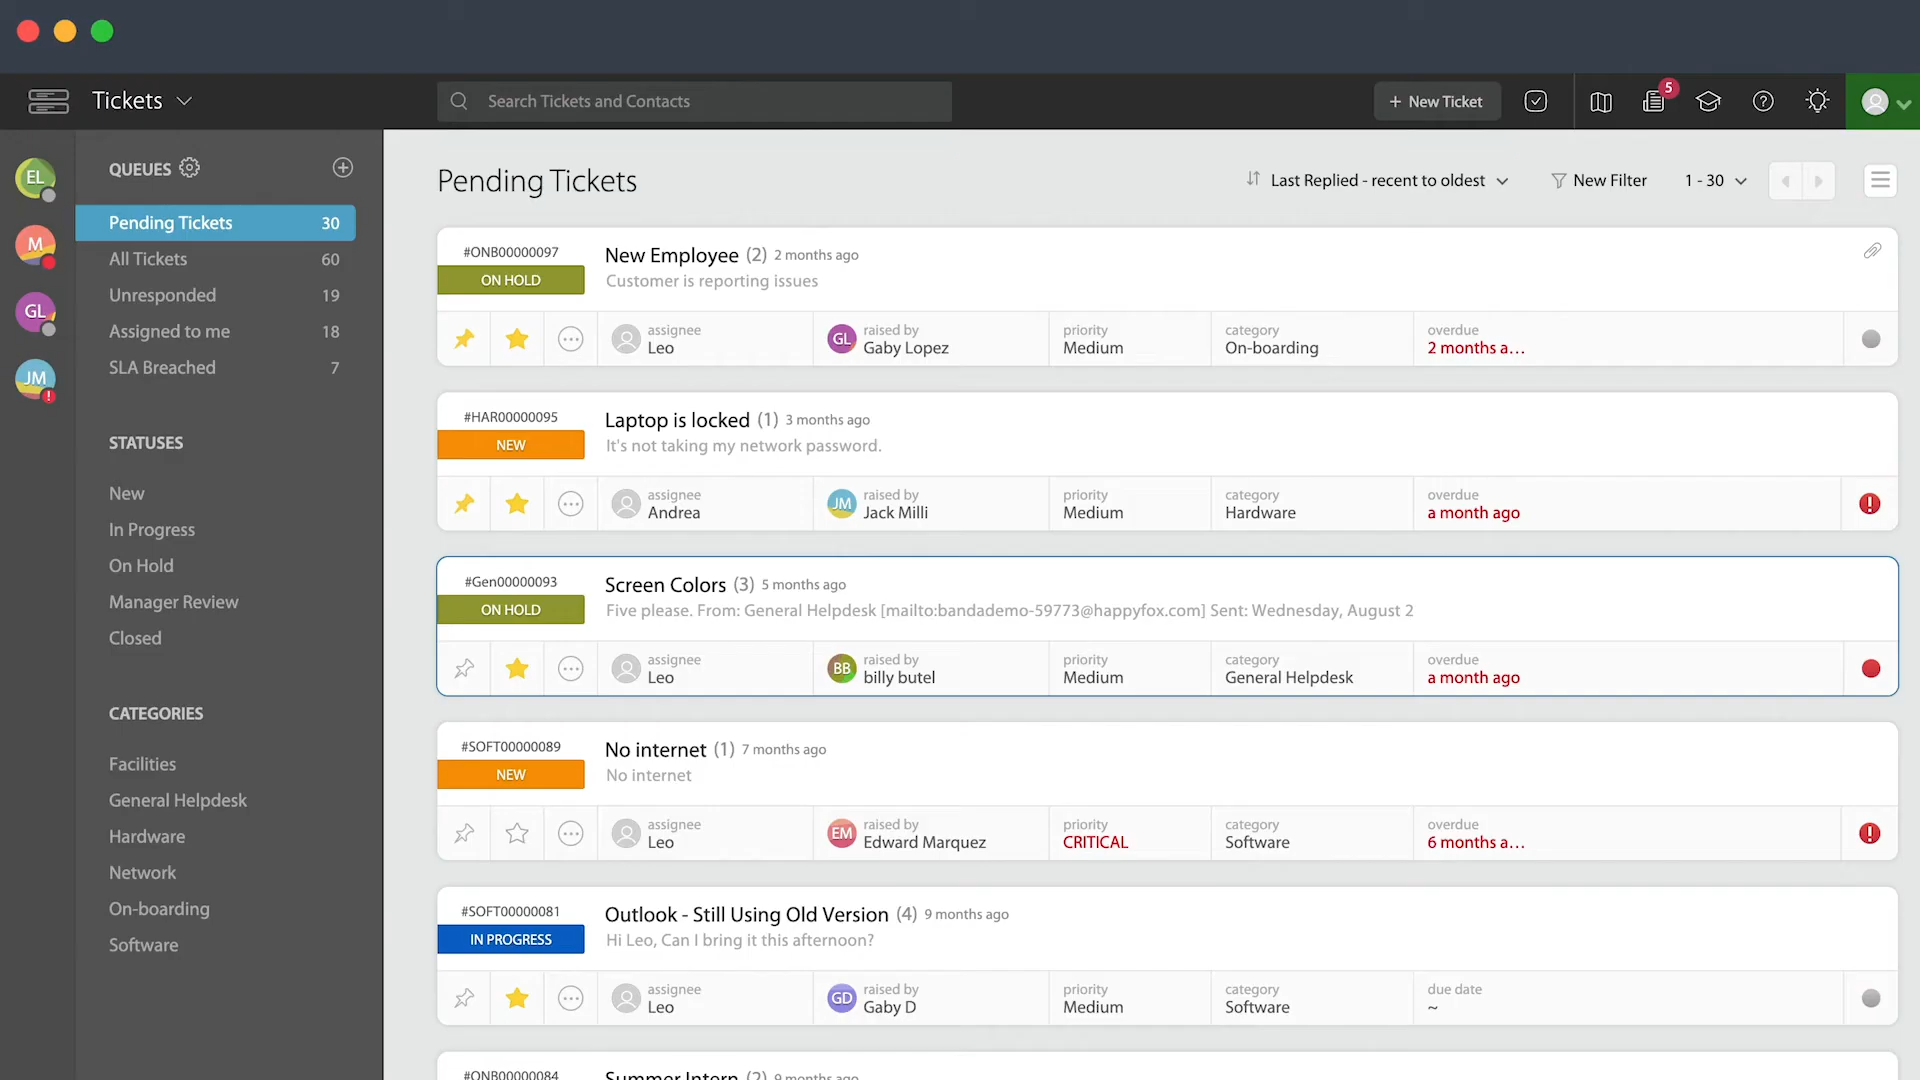 Tickets
Search Tickets and Contacts
+ New Ticket
5
EL
M
GL
JM
QUEUES
Pending Tickets 30
All Tickets 60
Unresponded 19
Assigned to me 18
SLA Breached 7
STATUSES
New
In Progress
On Hold
Manager Review
Closed
CATEGORIES
Facilities
General Helpdesk
Hardware
Network
On-boarding
Software
Pending Tickets
Last Replied - recent to oldest
New Filter
1 - 30
#ONB00000097
ON HOLD
New Employee (2) 2 months ago
Customer is reporting issues
assignee
Leo
GL
raised by
Gaby Lopez
priority
Medium
category
On-boarding
overdue
2 months a...
#HAR00000095
NEW
Laptop is locked (1) 3 months ago
It's not taking my network password.
assignee
Andrea
JM
raised by
Jack Milli
priority
Medium
category
Hardware
overdue
a month ago
#Gen00000093
ON HOLD
Screen Colors (3) 5 months ago
Five please. From: General Helpdesk [mailto:bandademo-59773@happyfox.com] Sent: Wednesday, August 2
assignee
Leo
BB
raised by
billy butel
priority
Medium
category
General Helpdesk
overdue
a month ago
#SOFT00000089
NEW
No internet (1) 7 months ago
No internet
assignee
Leo
EM
raised by
Edward Marquez
priority
CRITICAL
category
Software
overdue
6 months a...
#SOFT00000081
IN PROGRESS
Outlook - Still Using Old Version (4) 9 months ago
Hi Leo, Can I bring it this afternoon?
assignee
Leo
GD
raised by
Gaby D
priority
Medium
category
Software
due date
~
#ONB00000084
Summer Intern (2) 9 months ago